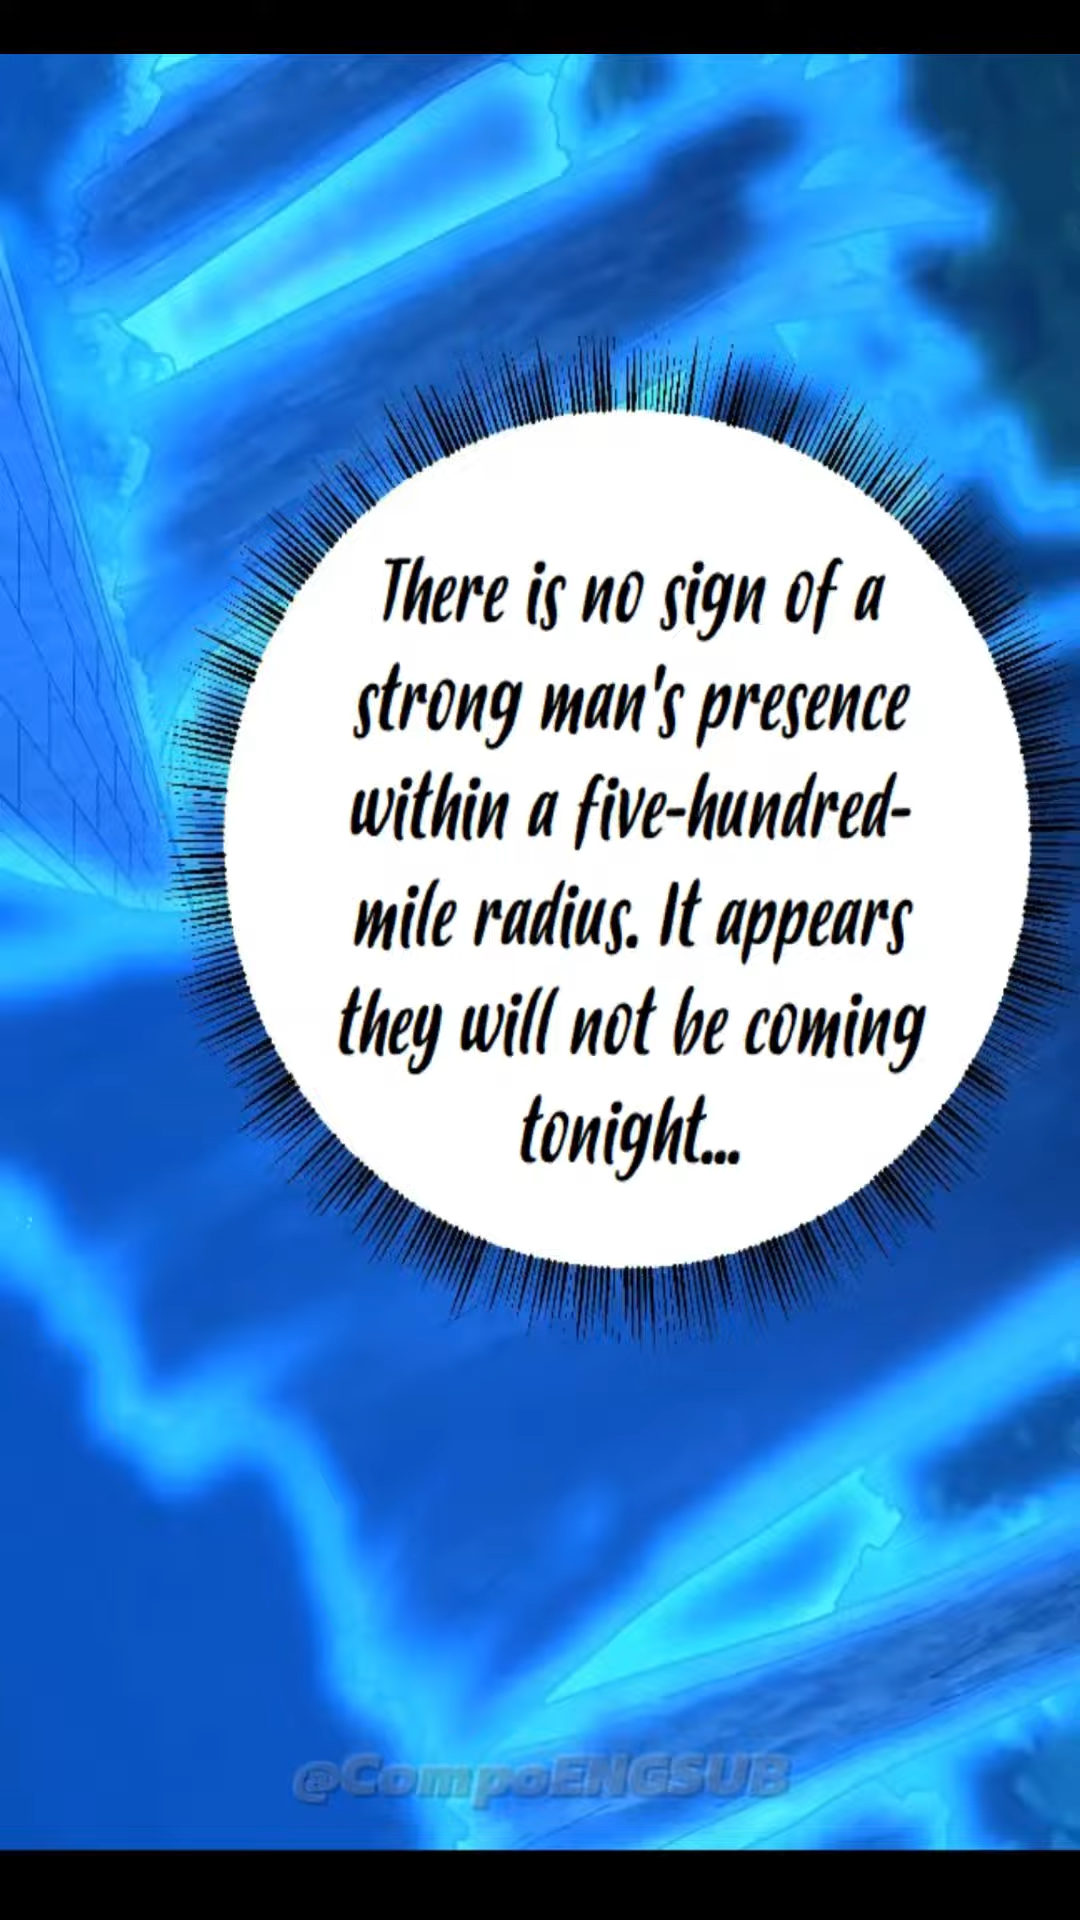 There is no sign of a
strong man's presence
within a five-hundred-
mile radius. It appears
they will not be coming
tonight...
@CompoENGSUB